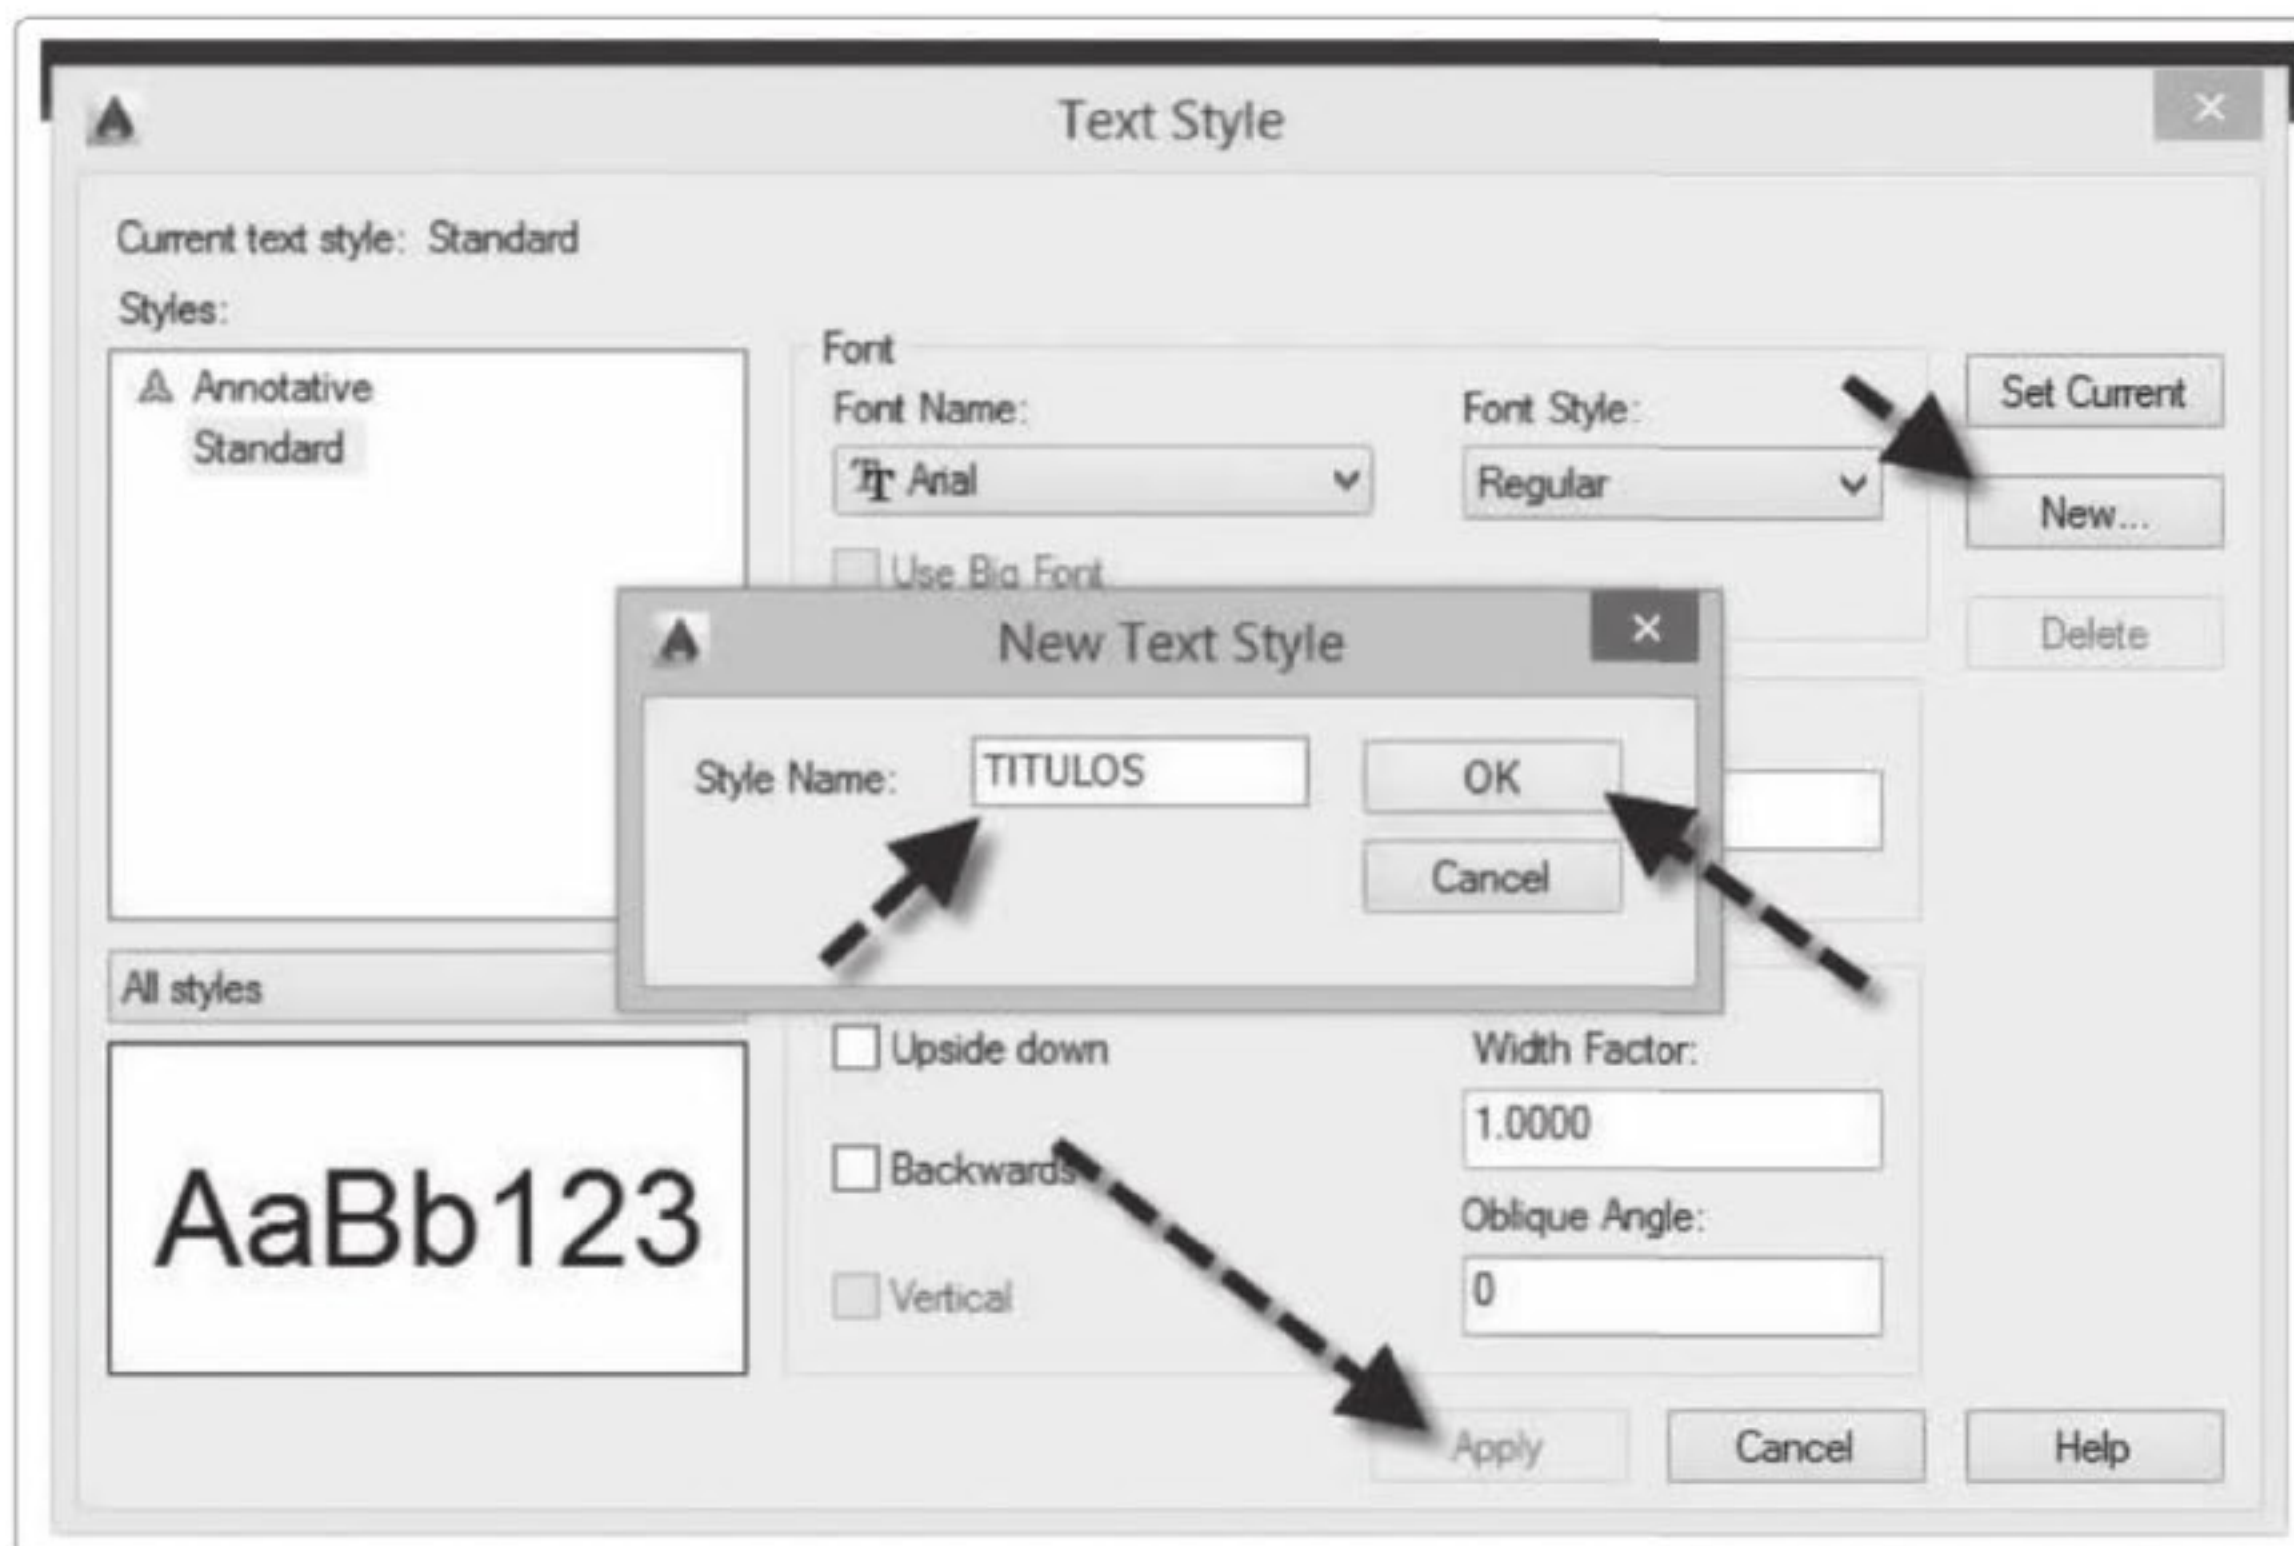 Text Style
Current text style: Standard
Styles:
Annotative
Standard
Font
Font Name:
Arial
Font Style:
Regular
Use Big Font
Set Current
New...
Delete
New Text Style
Style Name: TITULOS
OK
Cancel
All styles
AaBb123
Upside down
Backwards
Vertical
Width Factor:
1.0000
Oblique Angle:
0
Apply
Cancel
Help